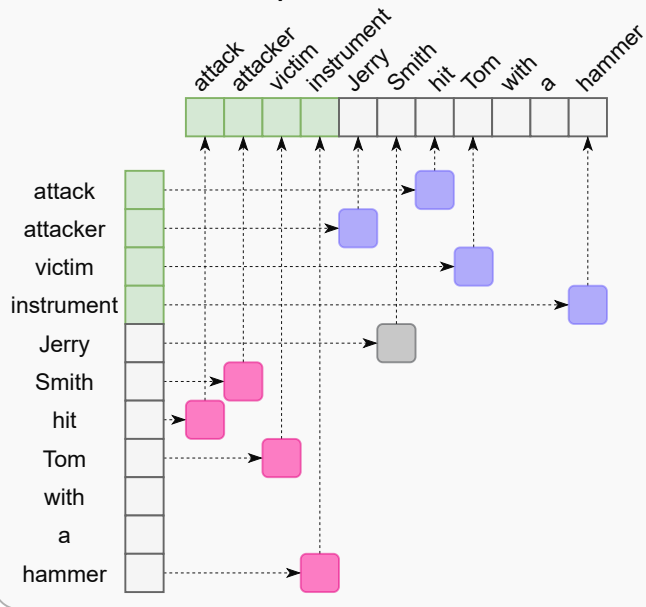 attack
attacker
victim
instrument
Jerry
Smith
hit
Tom
with
a
hammer
attack
attacker
victim
instrument
Jerry
Smith
hit
Tom
with
a
hammer